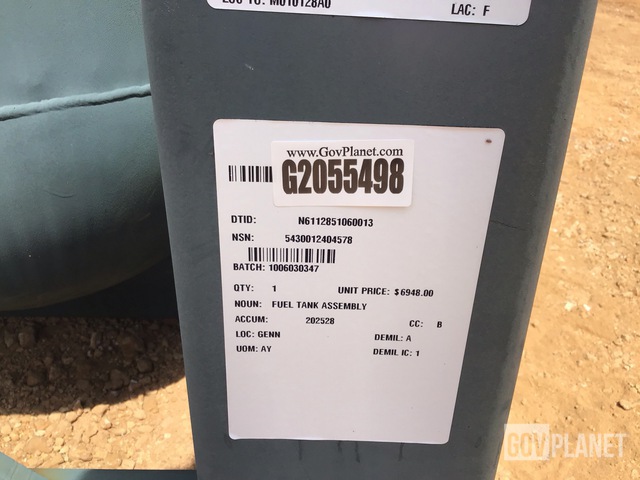 LAC: F
www.GovPlanet.com
G2055498
DTID: N6112851060013
NSN: 5430012404578
BATCH: 1006030347
QTY: 1 UNIT PRICE: $6948.00
NOUN: FUEL TANK ASSEMBLY
ACCUM: 202528 CC: B
LOC: GENN DEMIL: A
UOM: AY DEMIL IC: 1
GOVPLANET